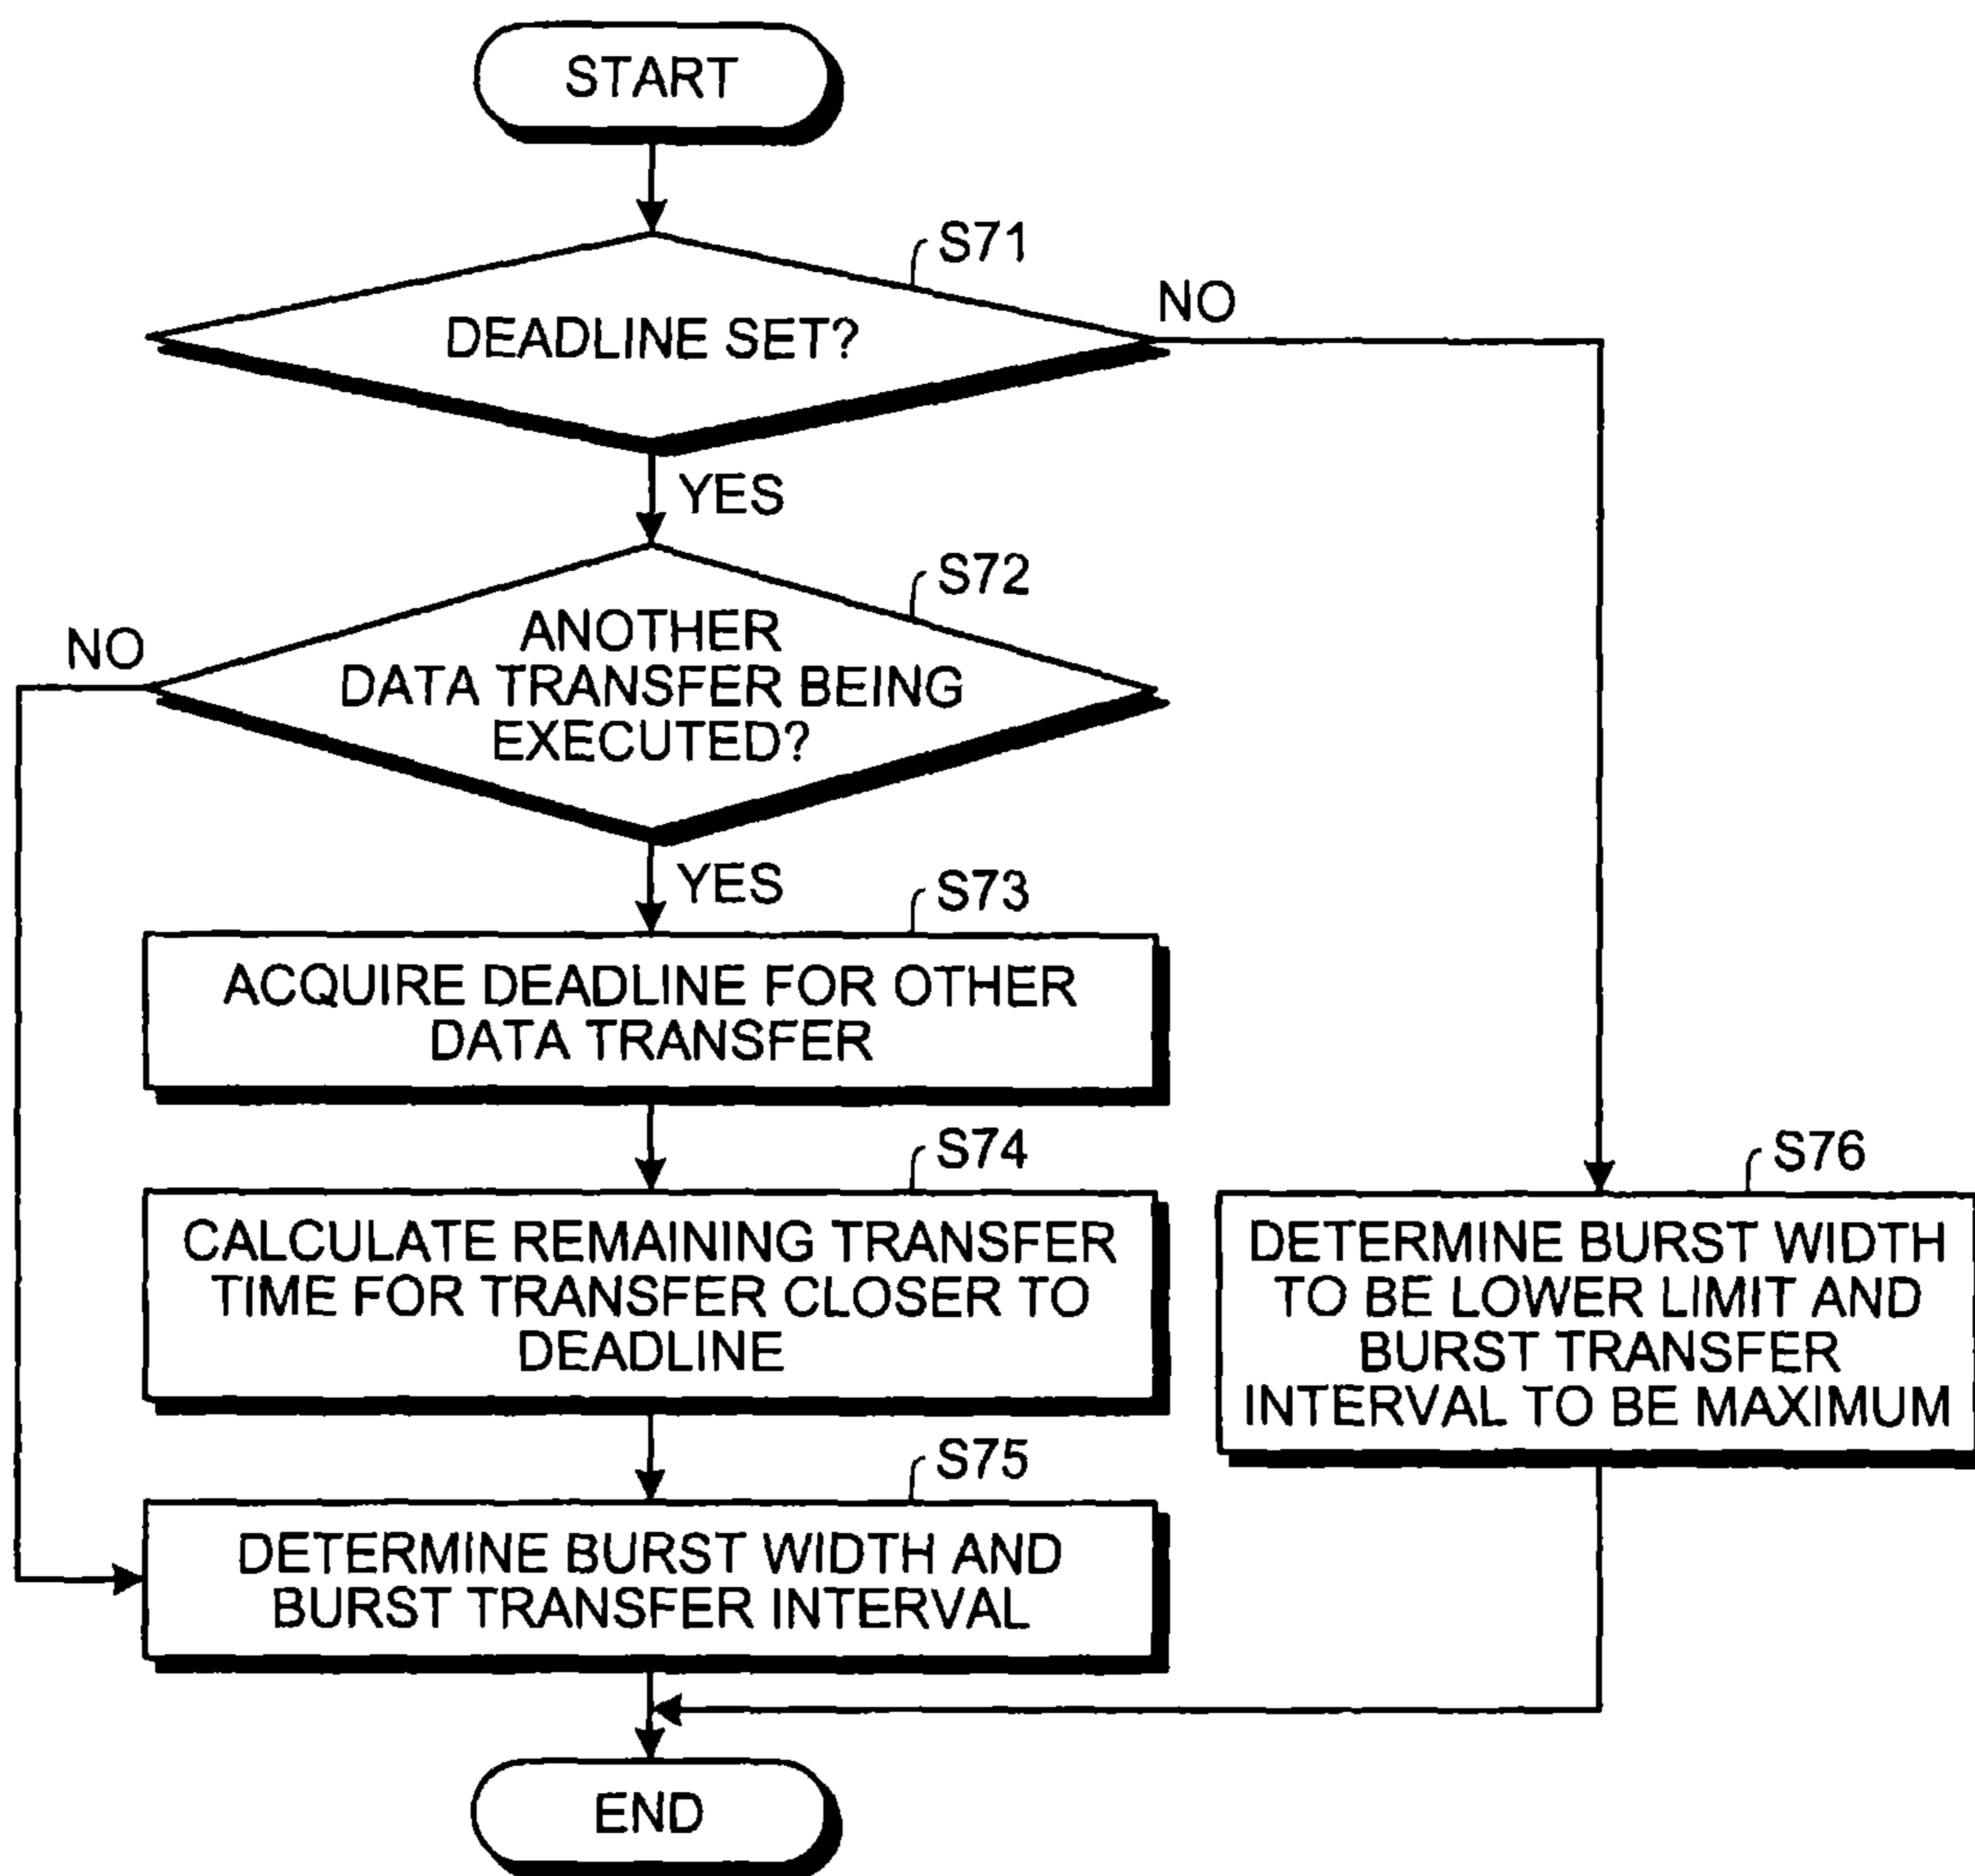 START
S71
DEADLINE SET?
NO
YES
S72
NO
ANOTHER
DATA TRANSFER BEING
EXECUTED?
YES
S73
ACQUIRE DEADLINE FOR OTHER
DATA TRANSFER
S74
CALCULATE REMAINING TRANSFER
TIME FOR TRANSFER CLOSER TO
DEADLINE
S76
DETERMINE BURST WIDTH
TO BE LOWER LIMIT AND
BURST TRANSFER
INTERVAL TO BE MAXIMUM
S75
DETERMINE BURST WIDTH AND
BURST TRANSFER INTERVAL
END